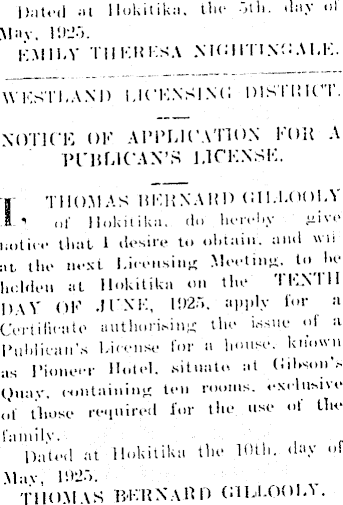 Dated at Hokitika, the 5th. day of
May, 1925.
EMILY THERESA NIGHTINGALE.
WESTLAND LICENSING DISTRICT.
NOTICE OF APPLICATION FOR A
PUBLICAN'S LICENSE.
I, THOMAS BERNARD GILLOOLY
of Hokitika, do hereby give
notice that I desire to obtain, and will
at the next Licensing Meeting, to be
holden at Hokitika on the TENTH
DAY OF JUNE, 1925, apply for a
Certificate authorising the issue of a
Publican's License for a house, known
as Pioneer Hotel, situate at Gibson's
Quay, containing ten rooms, exclusive
of those required for the use of the
family.
Dated at Hokitika the 10th. day of
May, 1925.
THOMAS BERNARD GILLOOLY.